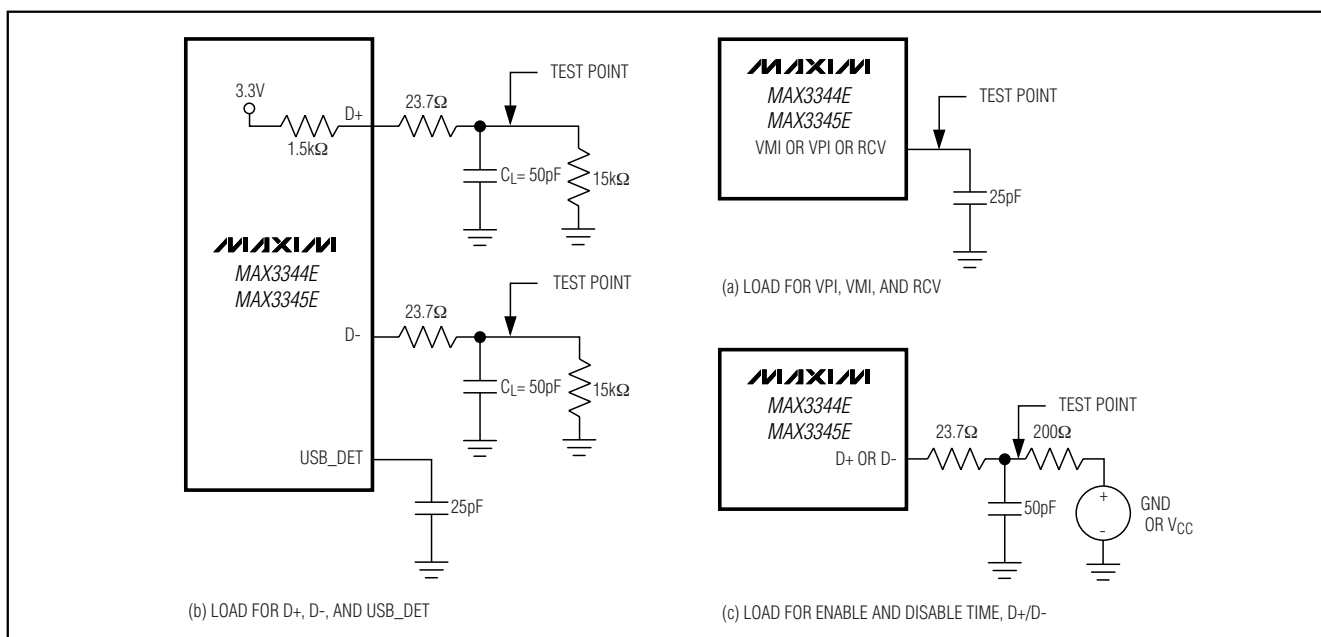 3.3V
1.5kΩ
D+
23.7Ω
TEST POINT
CL= 50pF
15kΩ
MAXIM
MAX3344E
MAX3345E
D-
23.7Ω
TEST POINT
CL= 50pF
15kΩ
USB_DET
25pF
(b) LOAD FOR D+, D-, AND USB_DET
MAXIM
MAX3344E
MAX3345E
VMI OR VPI OR RCV
TEST POINT
25pF
(a) LOAD FOR VPI, VMI, AND RCV
MAXIM
MAX3344E
MAX3345E
D+ OR D-
23.7Ω
TEST POINT
200Ω
50pF
+
-
GND
OR VCC
(c) LOAD FOR ENABLE AND DISABLE TIME, D+/D-